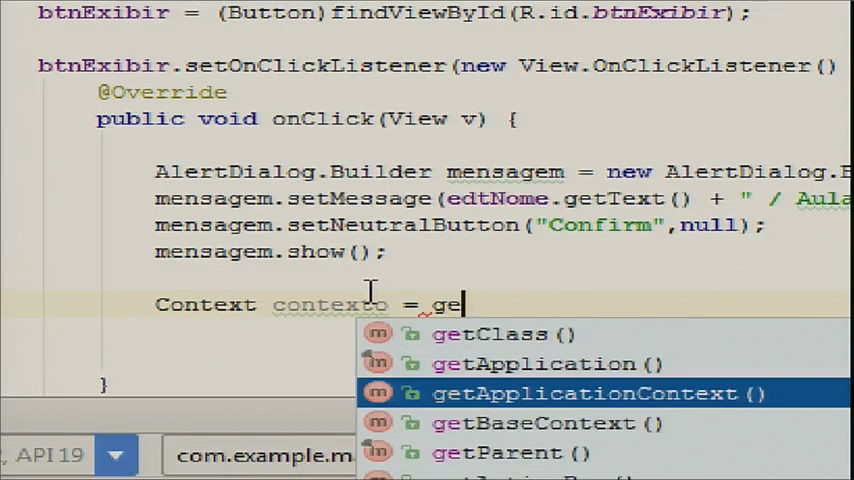 btnExibir = (Button)findViewById(R.id.btnExibir);
btnExibir.setOnClickListener(new View.OnClickListener()
@Override
public void onClick(View v) {
AlertDialog.Builder mensagem = new AlertDialog.B
mensagem.setMessage(edtNome.getText() + " / Aula
mensagem.setNeutralButton("Confirm",null);
mensagem.show();
Context contexto = ge
m getClass()
m getApplication()
m getApplicationContext()
m getBaseContext()
m getParent()
}
, API 19
com.example.m